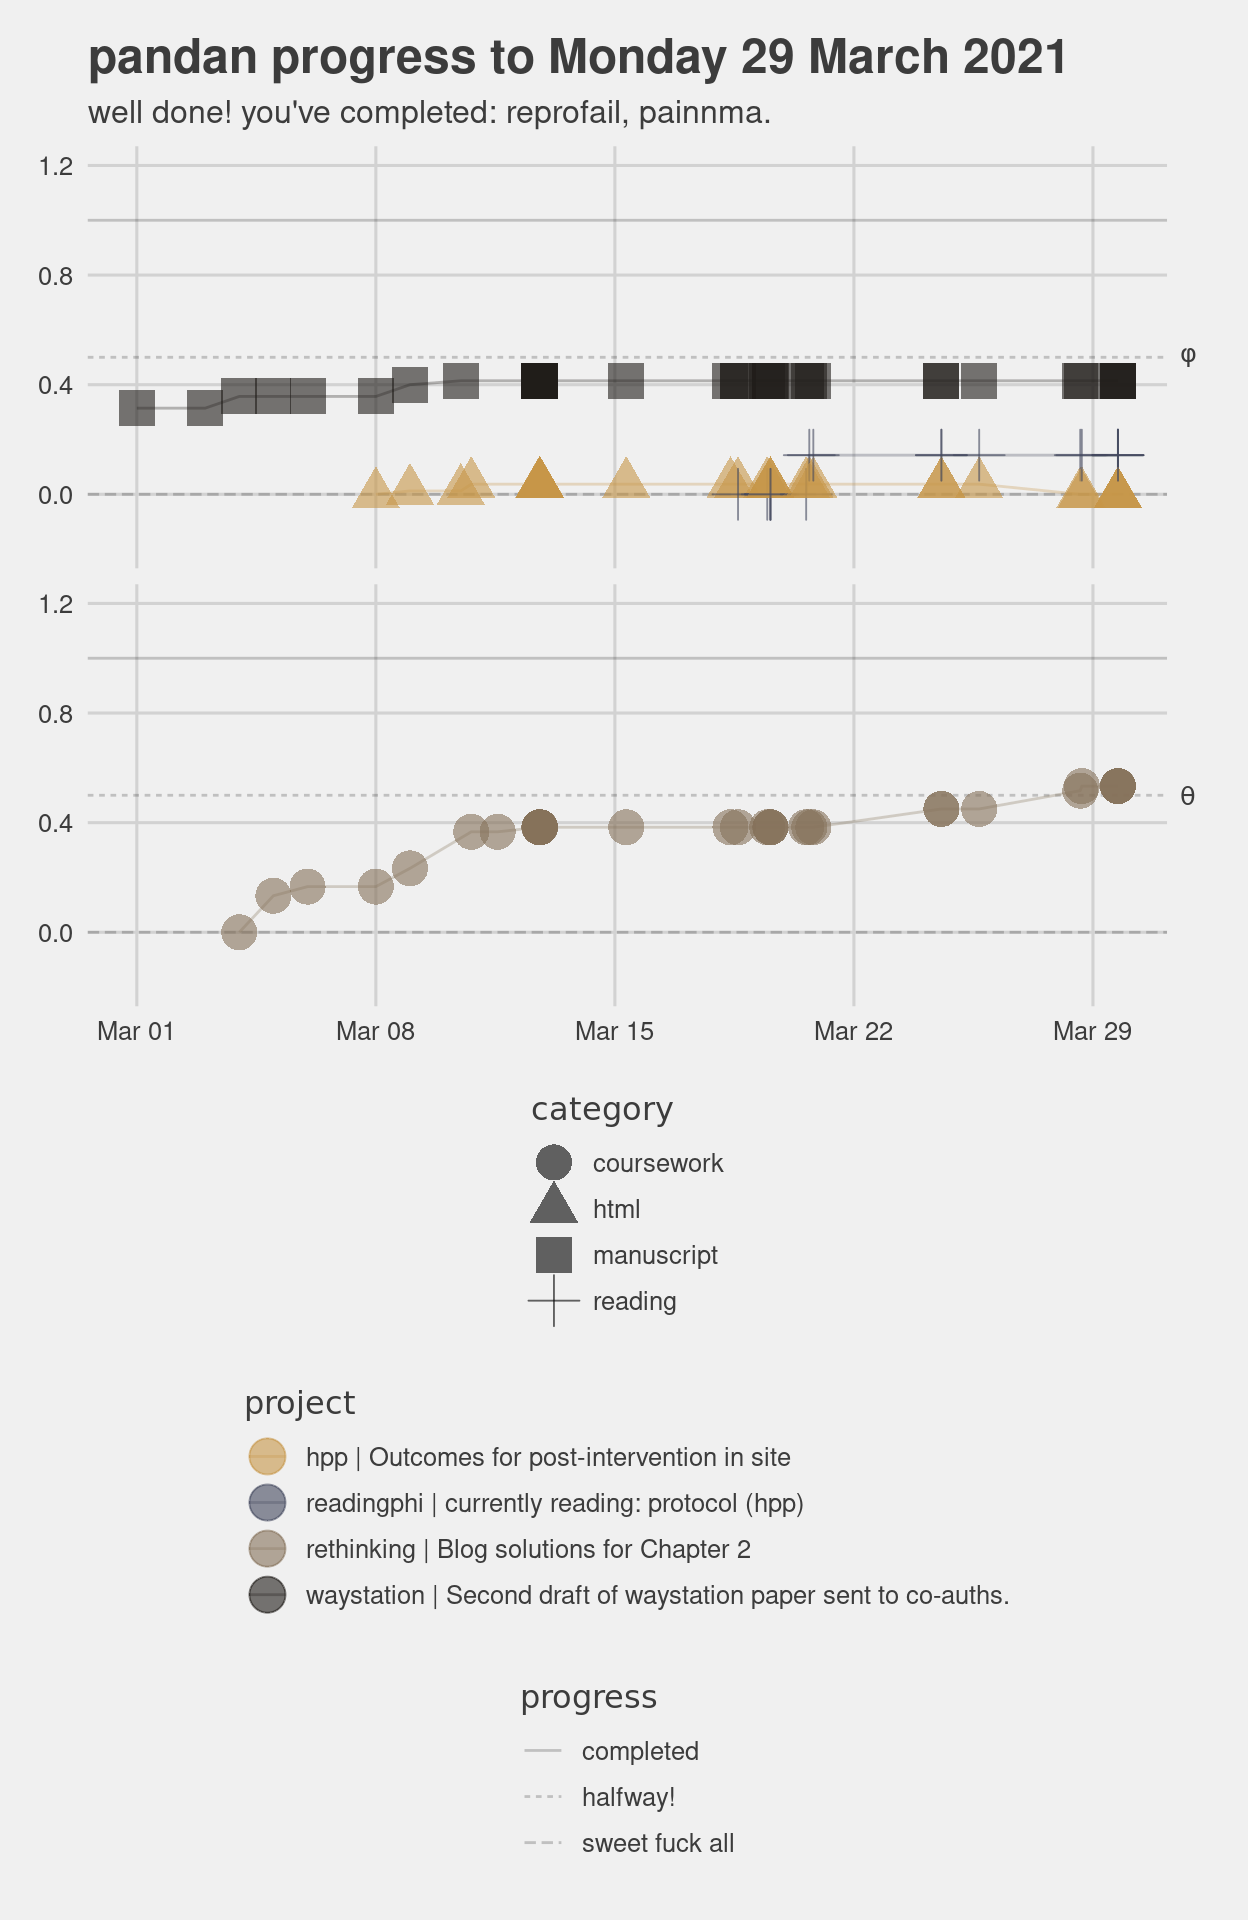 pandan progress to Monday 29 March 2021
well done! you've completed: reprofail, painnma.
1.2
0.8
φ
0.4
0.0
1.2
0.8
θ
0.4
0.0
Mar 01 Mar 08 Mar 15 Mar 22 Mar 29
category
coursework
html
manuscript
reading
project
hpp | Outcomes for post-intervention in site
readingphi | currently reading: protocol (hpp)
rethinking | Blog solutions for Chapter 2
waystation | Second draft of waystation paper sent to co-auths.
progress
completed
halfway!
sweet fuck all